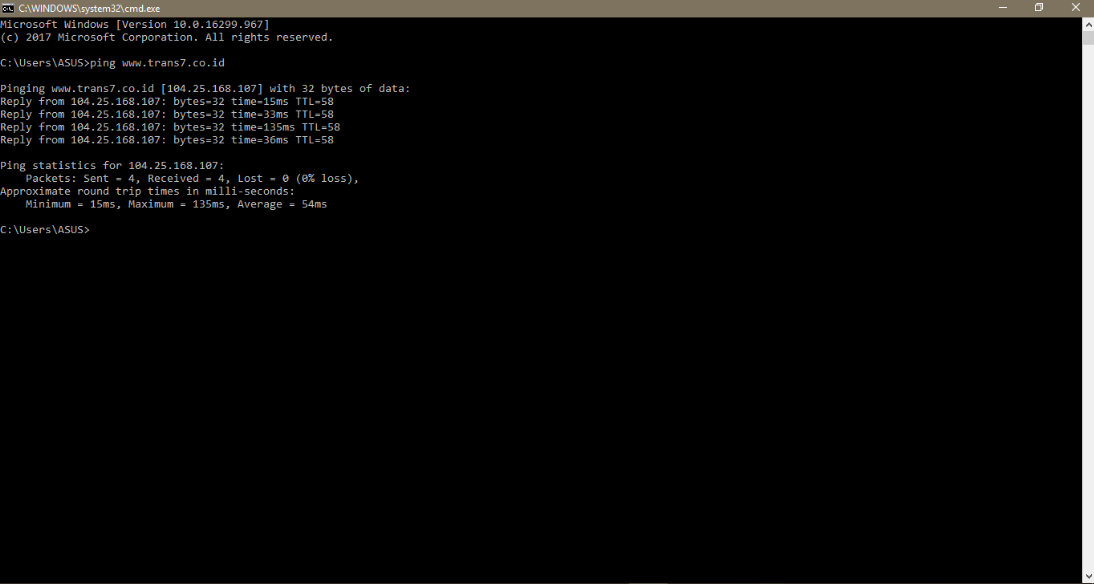 C:\WINDOWS\system32\cmd.exe
Microsoft Windows [Version 10.0.16299.967]
(c) 2017 Microsoft Corporation. All rights reserved.
C:\Users\ASUS>ping www.trans7.co.id
Pinging www.trans7.co.id [104.25.168.107] with 32 bytes of data:
Reply from 104.25.168.107: bytes=32 time=15ms TTL=58
Reply from 104.25.168.107: bytes=32 time=33ms TTL=58
Reply from 104.25.168.107: bytes=32 time=135ms TTL=58
Reply from 104.25.168.107: bytes=32 time=36ms TTL=58
Ping statistics for 104.25.168.107:
    Packets: Sent = 4, Received = 4, Lost = 0 (0% loss),
Approximate round trip times in milli-seconds:
    Minimum = 15ms, Maximum = 135ms, Average = 54ms
C:\Users\ASUS>